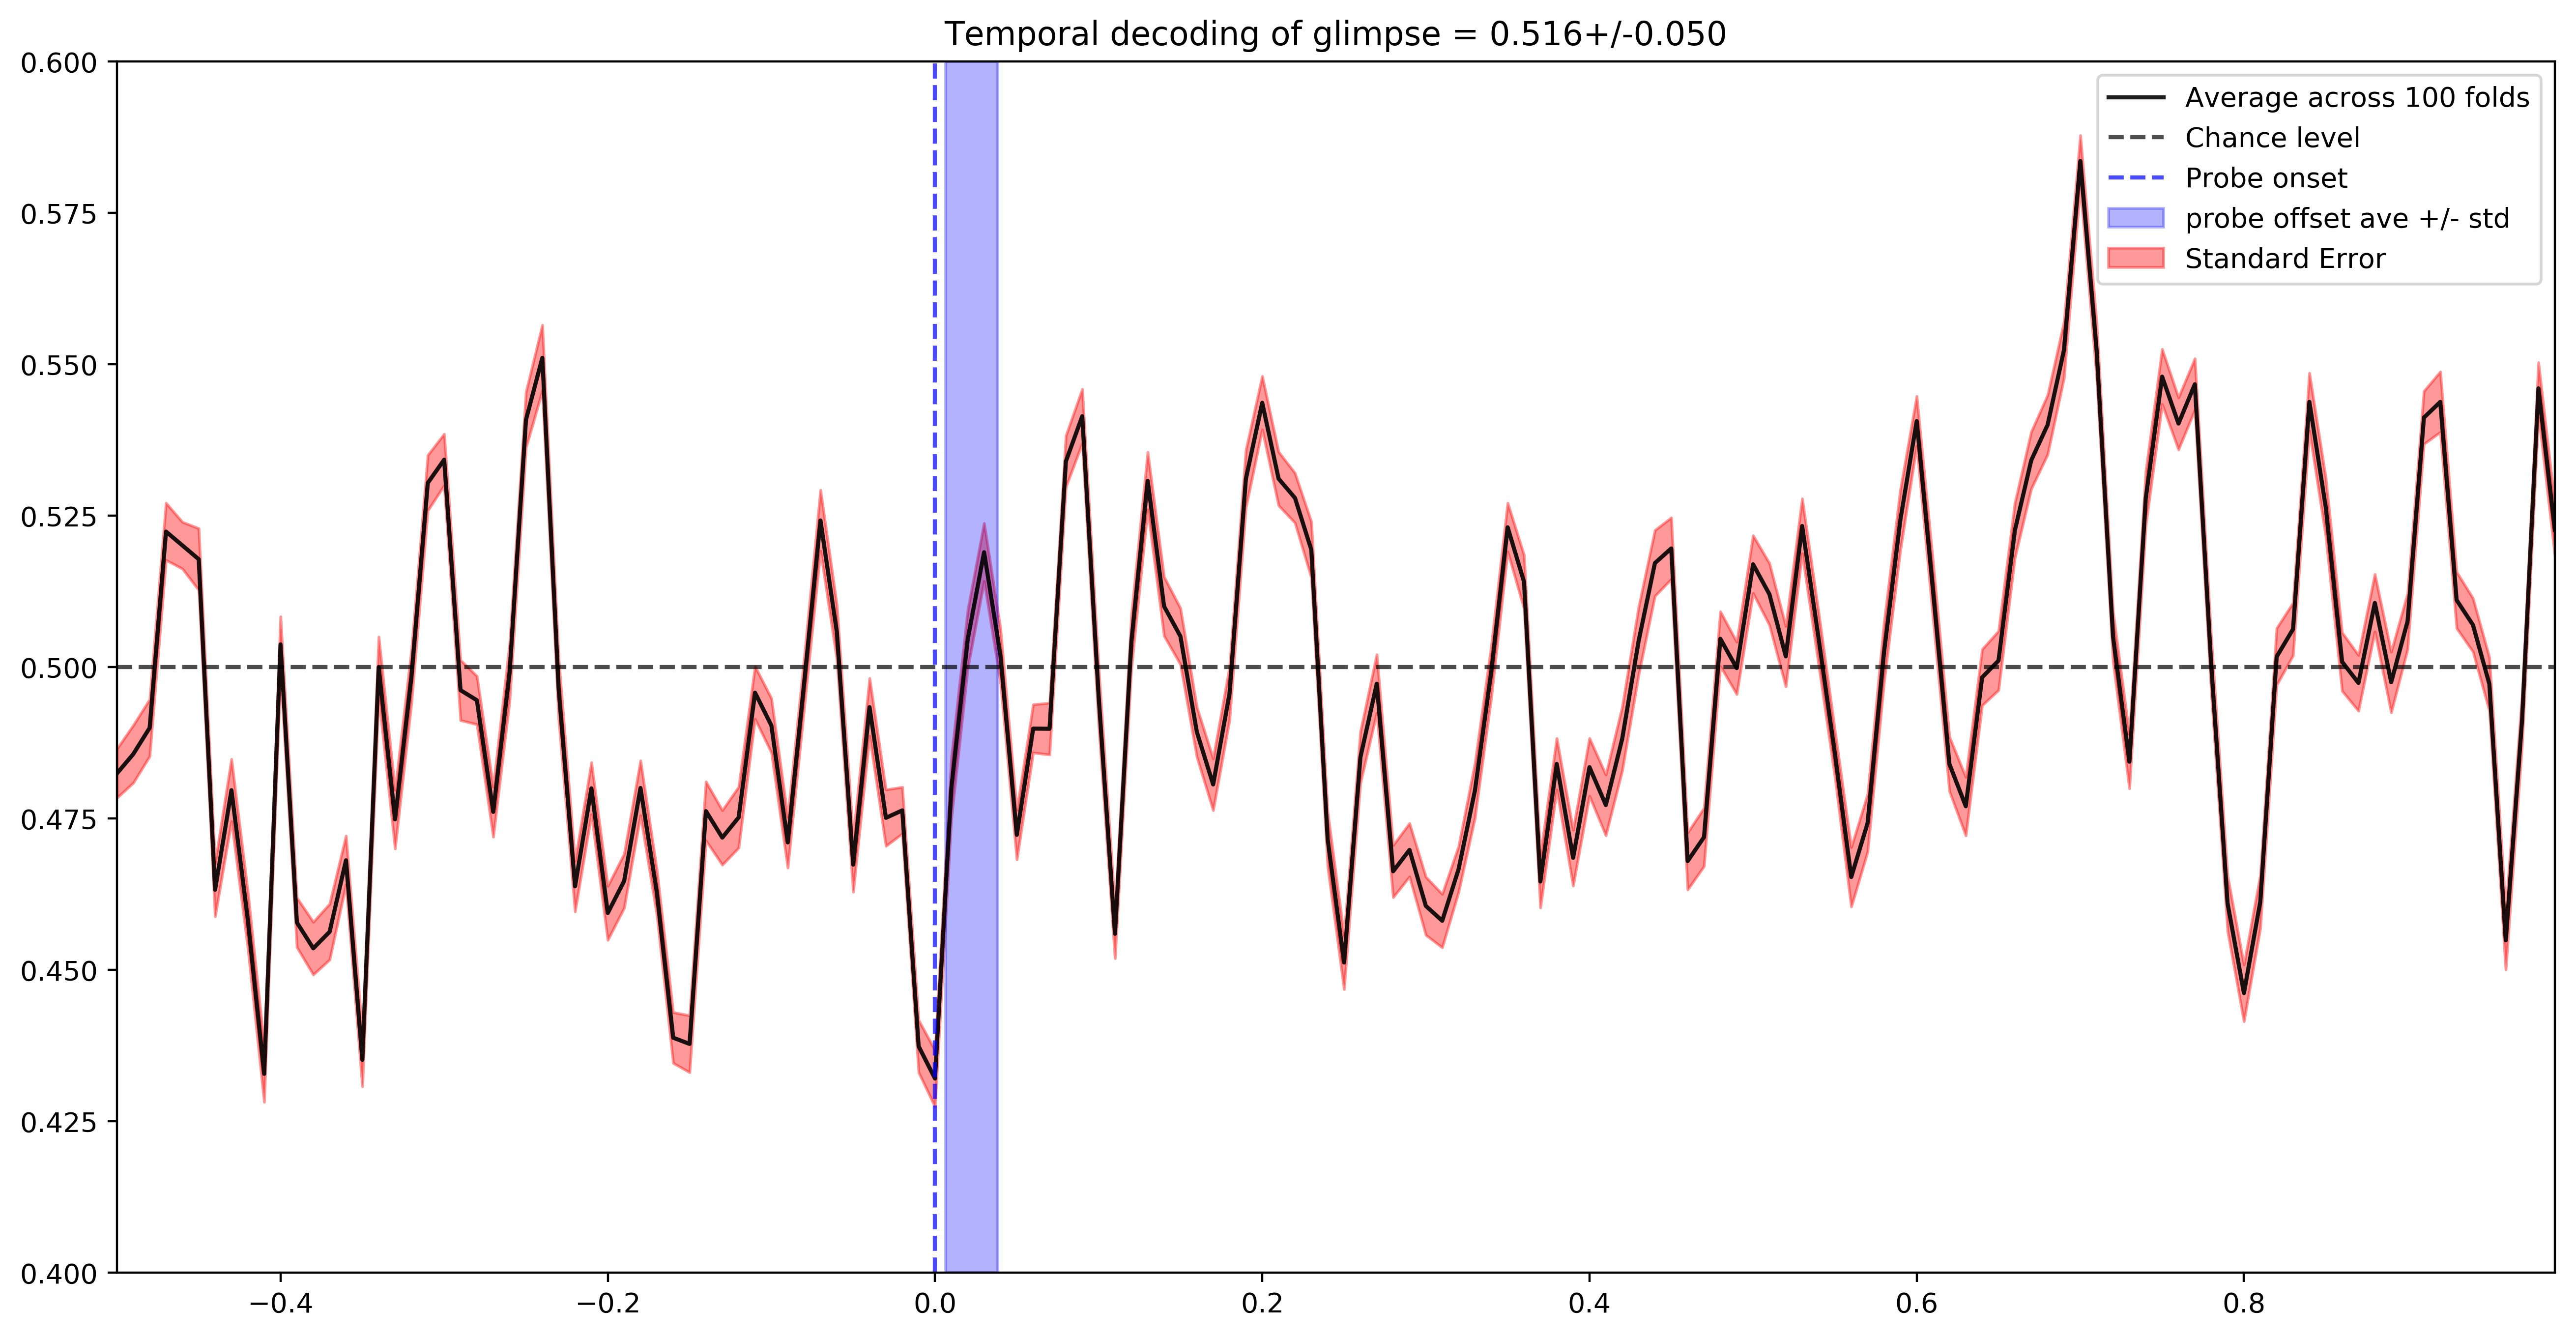 Temporal decoding of glimpse = 0.516+/-0.050
0.600
0.575
0.550
0.525
0.500
0.475
0.450
0.425
0.400
Average across 100 folds
Chance level
Probe onset
probe offset ave +/- std
Standard Error
−0.4 −0.2 0.0 0.2 0.4 0.6 0.8